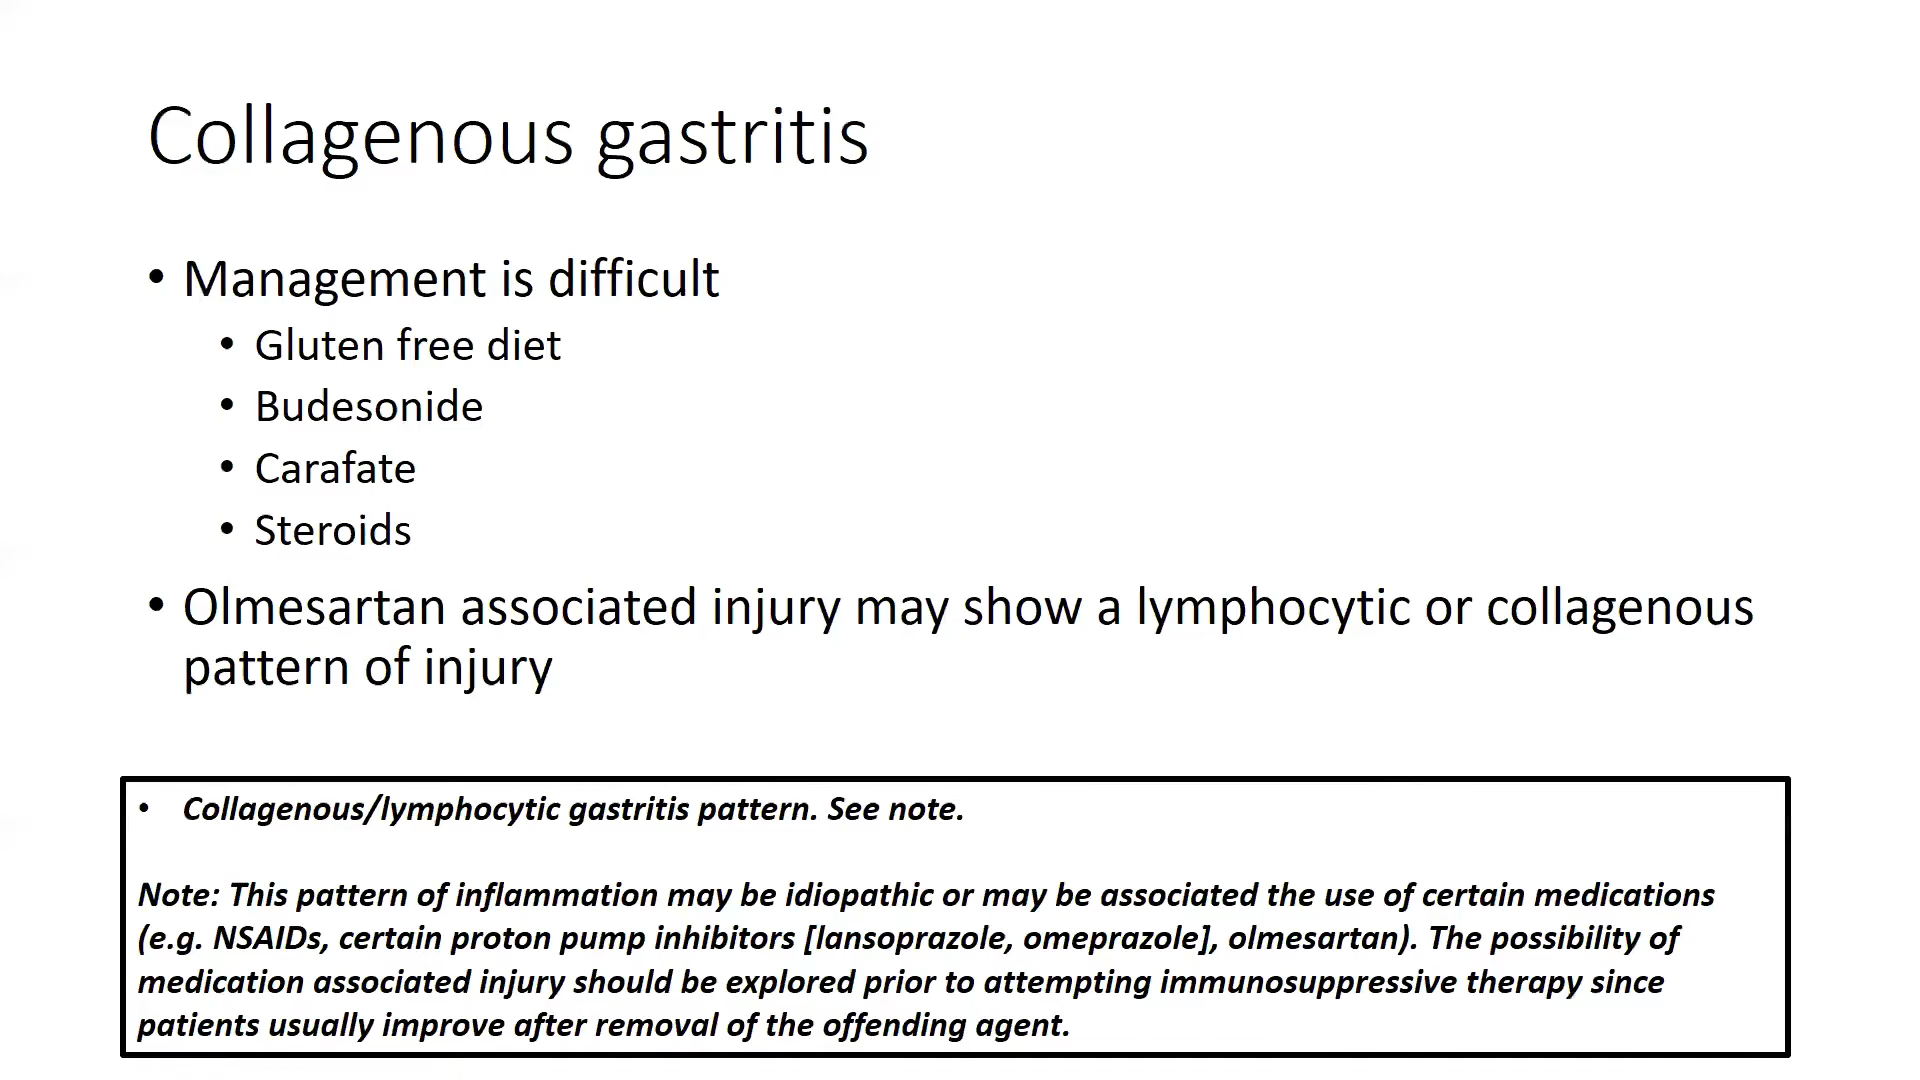 Collagenous gastritis
• Management is difficult
• Gluten free diet
• Budesonide
• Carafate
• Steroids
• Olmesartan associated injury may show a lymphocytic or collagenous
pattern of injury
• Collagenous/lymphocytic gastritis pattern. See note.
Note: This pattern of inflammation may be idiopathic or may be associated the use of certain medications
(e.g. NSAIDs, certain proton pump inhibitors [lansoprazole, omeprazole], olmesartan). The possibility of
medication associated injury should be explored prior to attempting immunosuppressive therapy since
patients usually improve after removal of the offending agent.